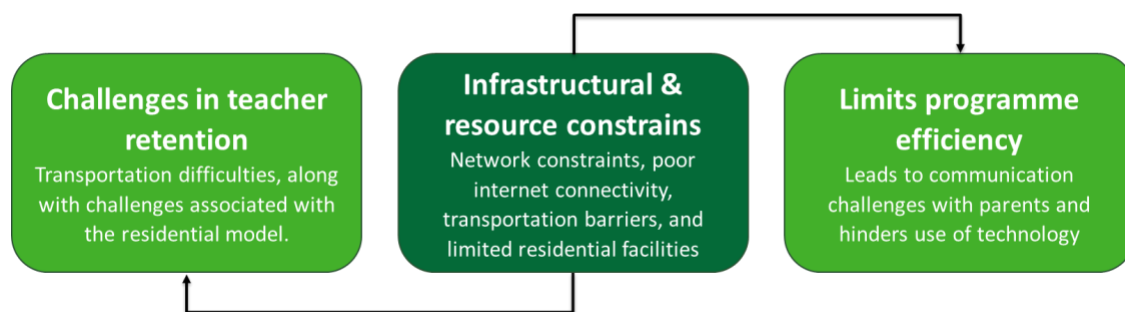 Challenges in teacher
retention
Transportation difficulties, along
with challenges associated with
the residential model.
Infrastructural &
resource constrains
Network constraints, poor
internet connectivity,
transportation barriers, and
limited residential facilities
Limits programme
efficiency
Leads to communication
challenges with parents and
hinders use of technology